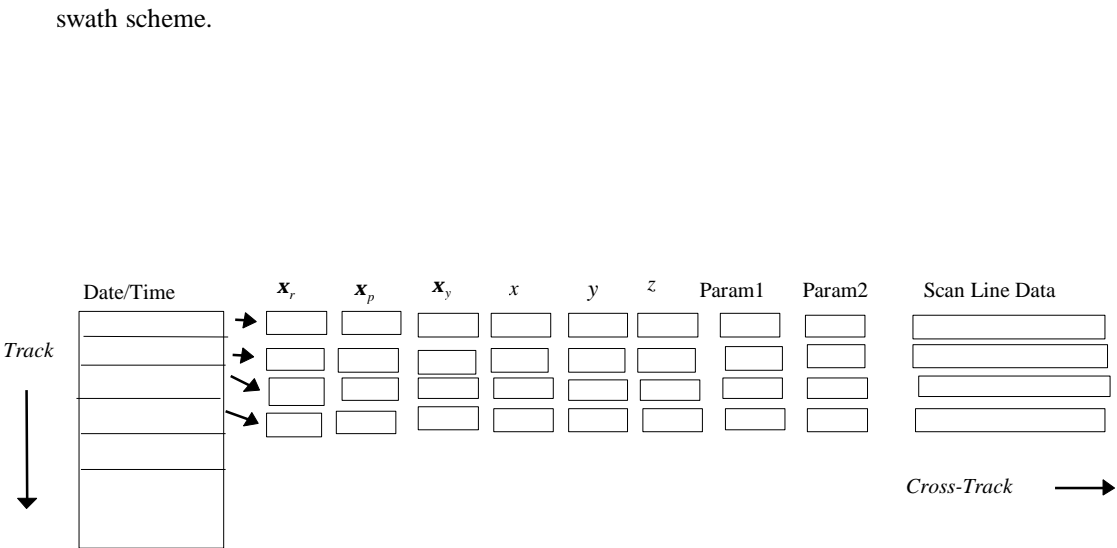 swath scheme.
Date/Time x_r x_p x_y x y z Param1 Param2 Scan Line Data
Track
Cross-Track